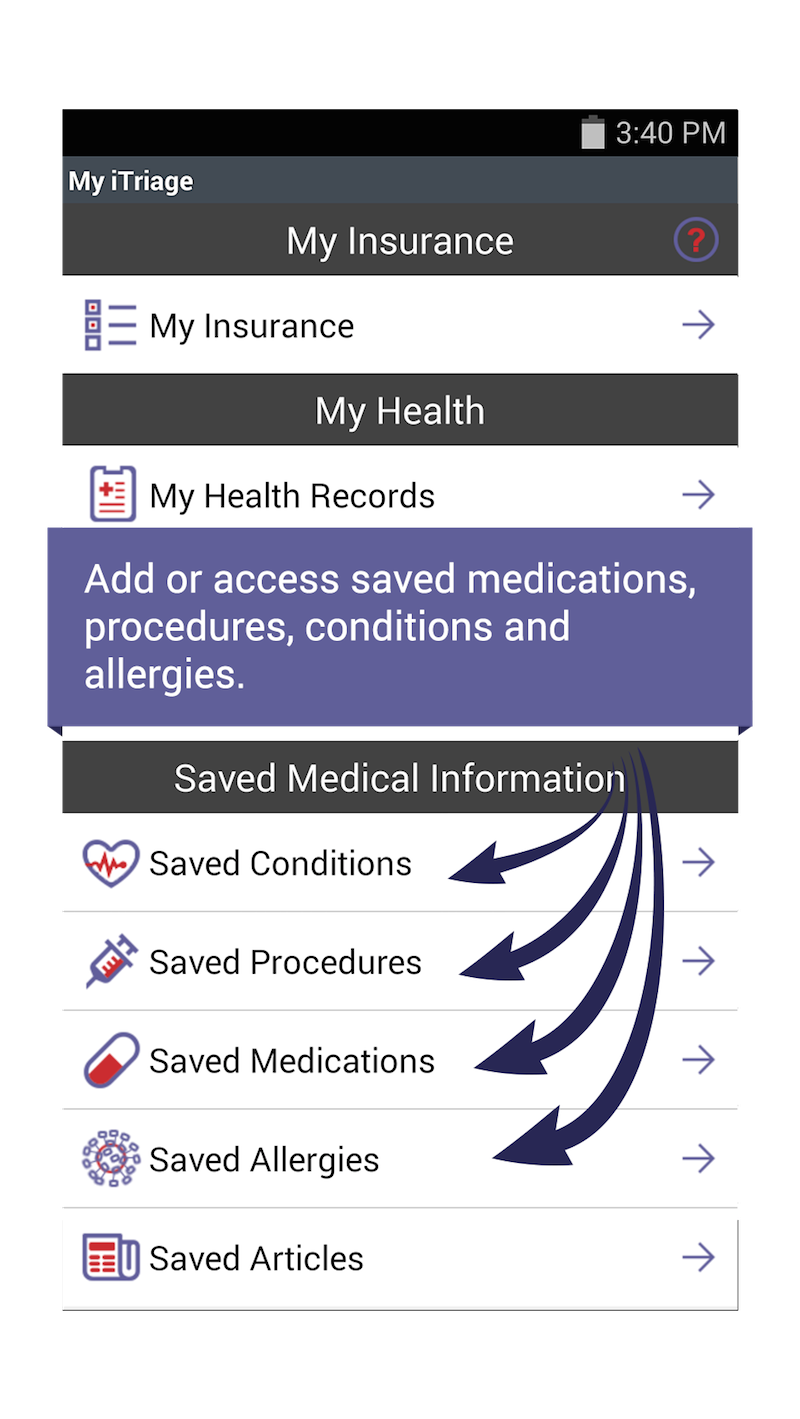 3:40 PM
My iTriage
My Insurance ?
My Insurance
My Health
My Health Records
Add or access saved medications,
procedures, conditions and
allergies.
Saved Medical Information
Saved Conditions
Saved Procedures
Saved Medications
Saved Allergies
Saved Articles